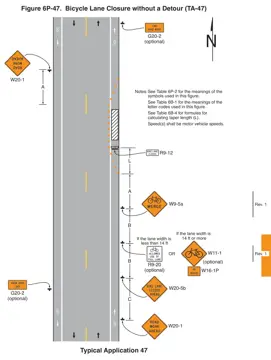 Figure 6P-47. Bicycle Lane Closure without a Detour (TA-47)
G20-2
(optional)
N
W20-1
A
Notes: See Table 6P-2 for the meanings of the
symbols used in this figure.
See Table 6B-1 for the meanings of the
letter codes used in this figure.
See Table 6B-4 for formulas for
calculating taper length (L).
Speed(s) shall be motor vehicle speeds.
R9-12
L
A
W9-5a
Rev. 1
B
If the lane width is
less than 14 ft
If the lane width is
14 ft or more
OR
W11-1
(optional)
R9-20
(optional)
W16-1P
B
G20-2
(optional)
W20-5b
C
ROAD
WORK
AHEAD
W20-1
Typical Application 47